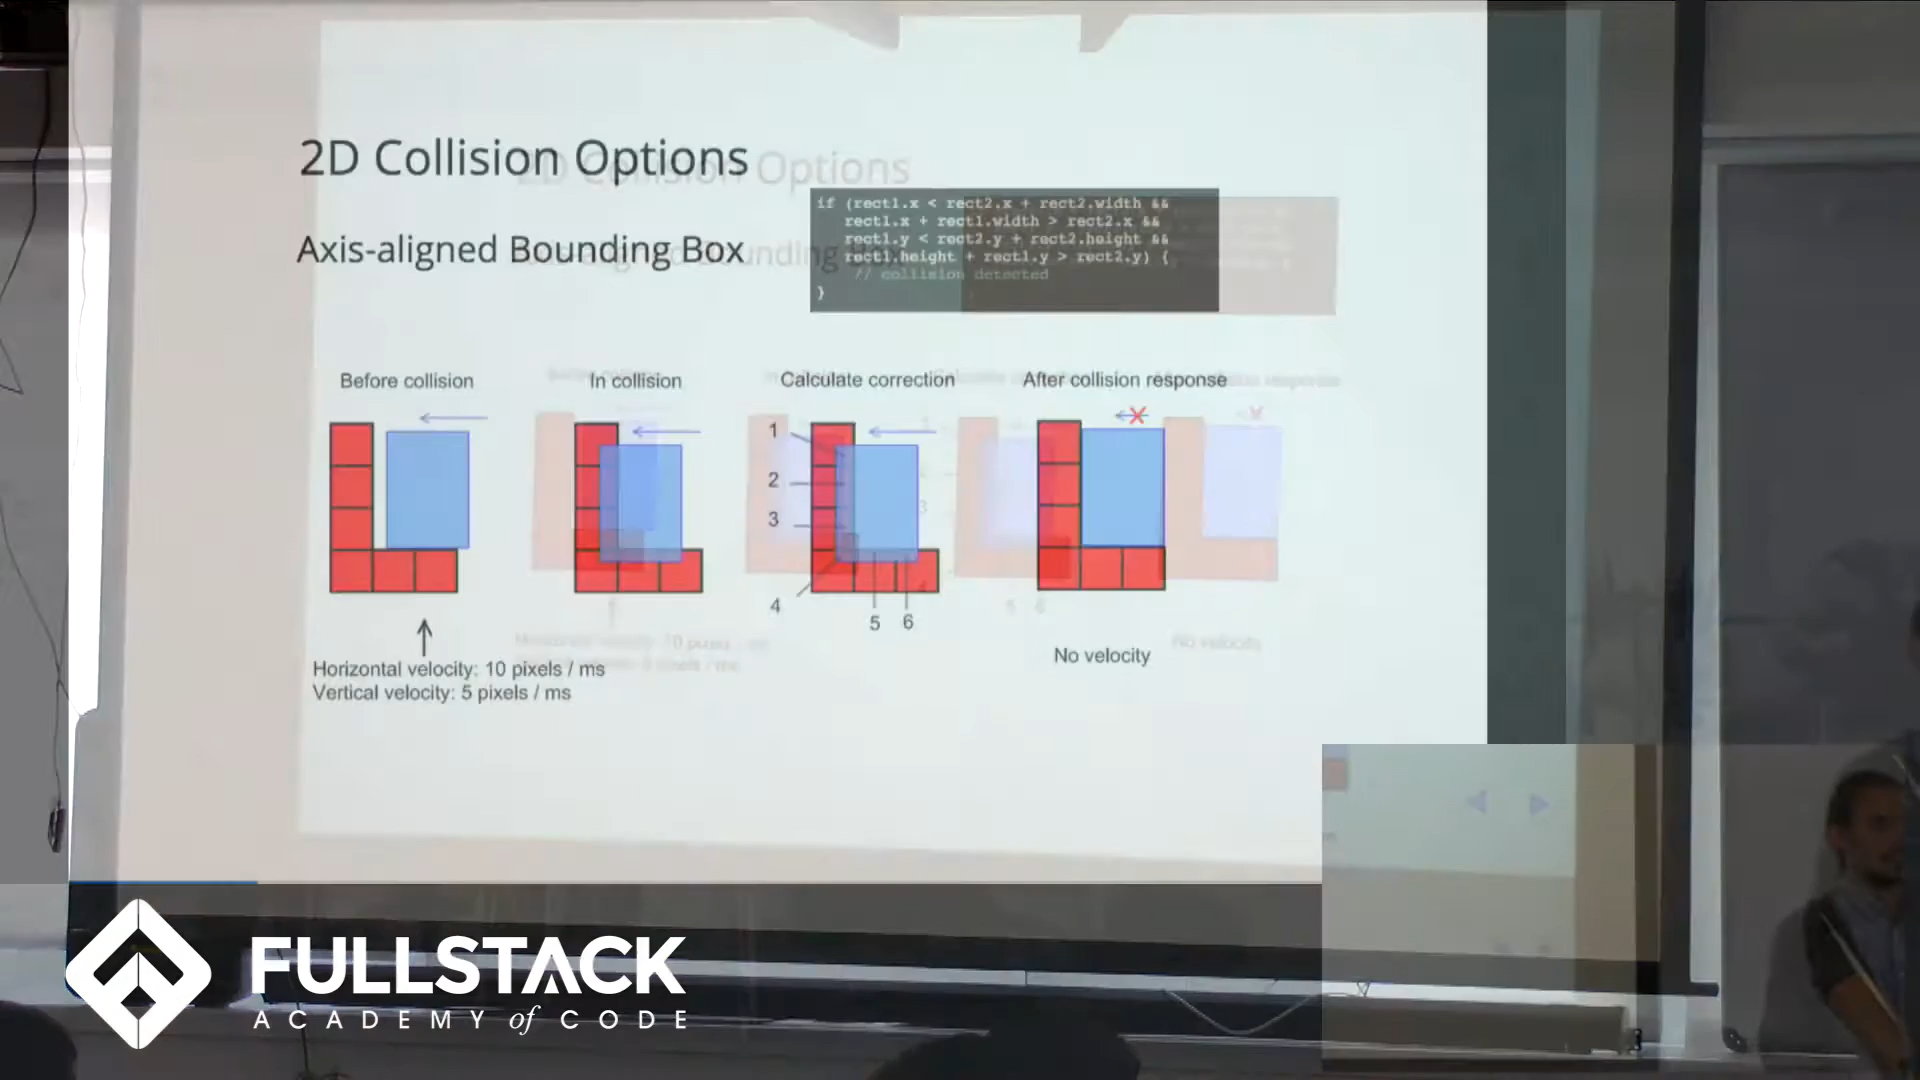 2D Collision Options
Axis-aligned Bounding Box
if (rect1.x < rect2.x + rect2.width &&
rect1.x + rect1.width > rect2.x &&
rect1.y < rect2.y + rect2.height &&
rect1.height + rect1.y > rect2.y) {
// collision detected
}
Before collision
In collision
Calculate correction
After collision response
1
2
3
4
5 6
Horizontal velocity: 10 pixels / ms
Vertical velocity: 5 pixels / ms
No velocity
FULLSTACK
ACADEMY of CODE